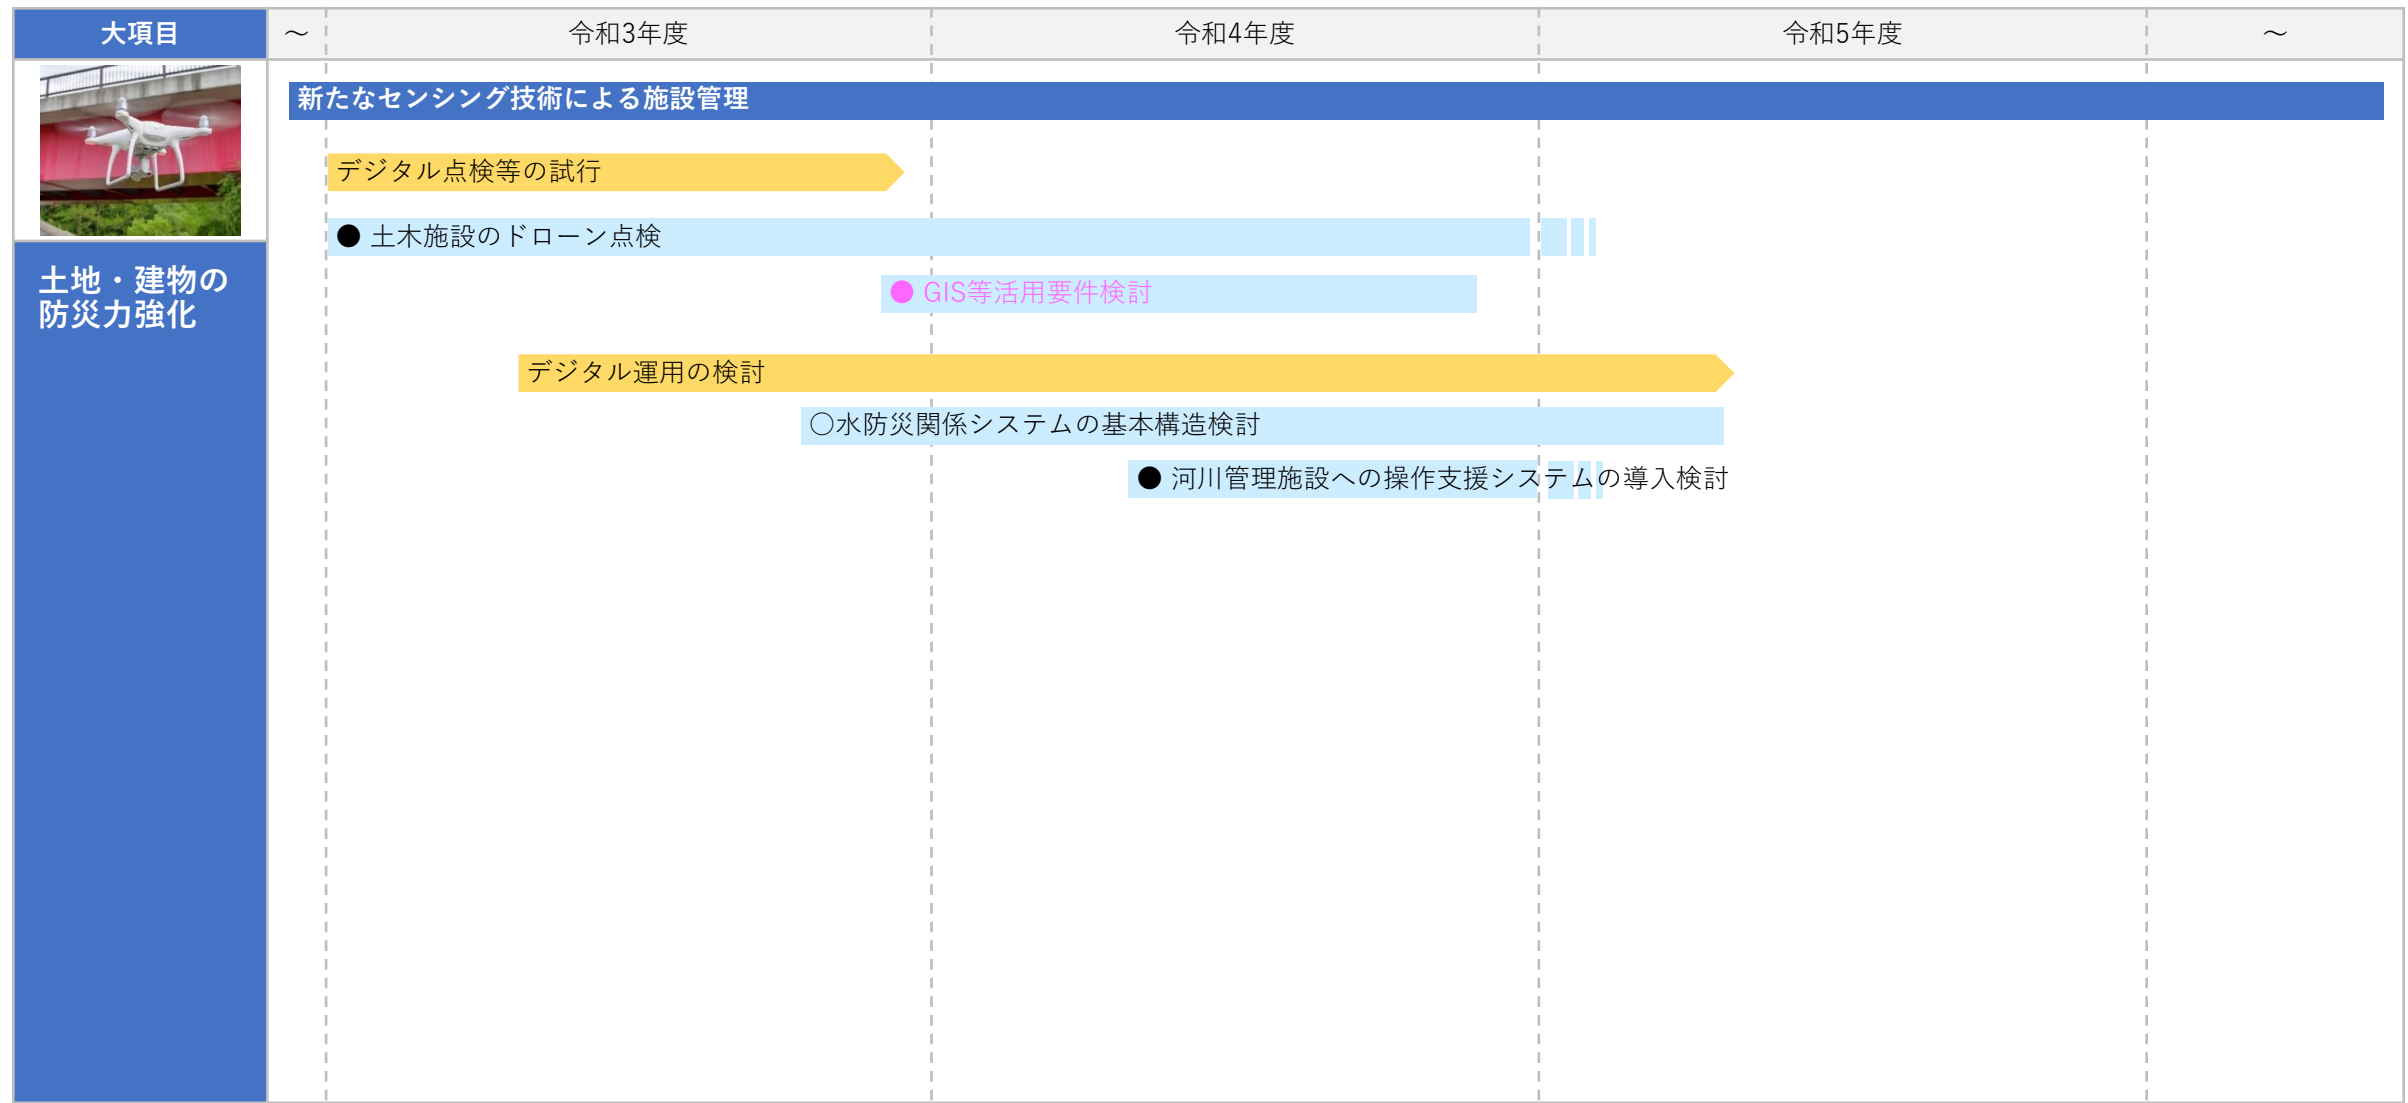 大項目
～
令和3年度
令和4年度
令和5年度
～
新たなセンシング技術による施設管理
デジタル点検等の試行
● 土木施設のドローン点検
土地・建物の
防災力強化
● GIS等活用要件検討
デジタル運用の検討
○水防災関係システムの基本構造検討
● 河川管理施設への操作支援システムの導入検討